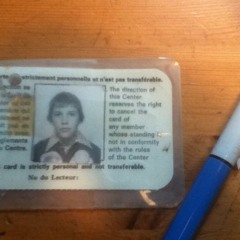 strictement personnelle et n'est pas transférable.
The direction of
this Center
reserves the right
to cancel the
card of
any member
whose standing
not in conformity
with the rules
of the Center
Centre.
card is strictly personal and not transferable.
No du Lecteur: